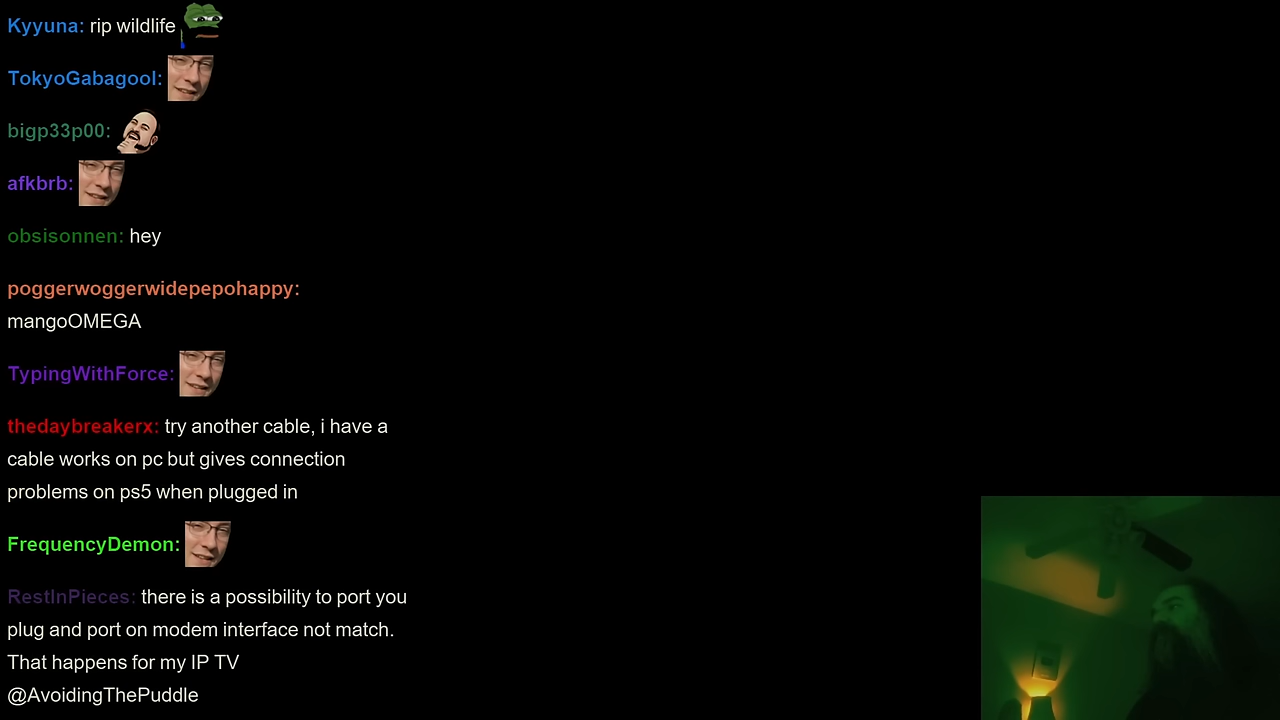 Kyyuna: rip wildlife
TokyoGabagool:
bigp33p00:
afkbrb:
obsisonnen: hey
poggerwoggerwidepepohappy:
mangoOMEGA
TypingWithForce:
thedaybreakerx: try another cable, i have a
cable works on pc but gives connection
problems on ps5 when plugged in
FrequencyDemon:
RestInPieces: there is a possibility to port you
plug and port on modem interface not match.
That happens for my IP TV
@AvoidingThePuddle